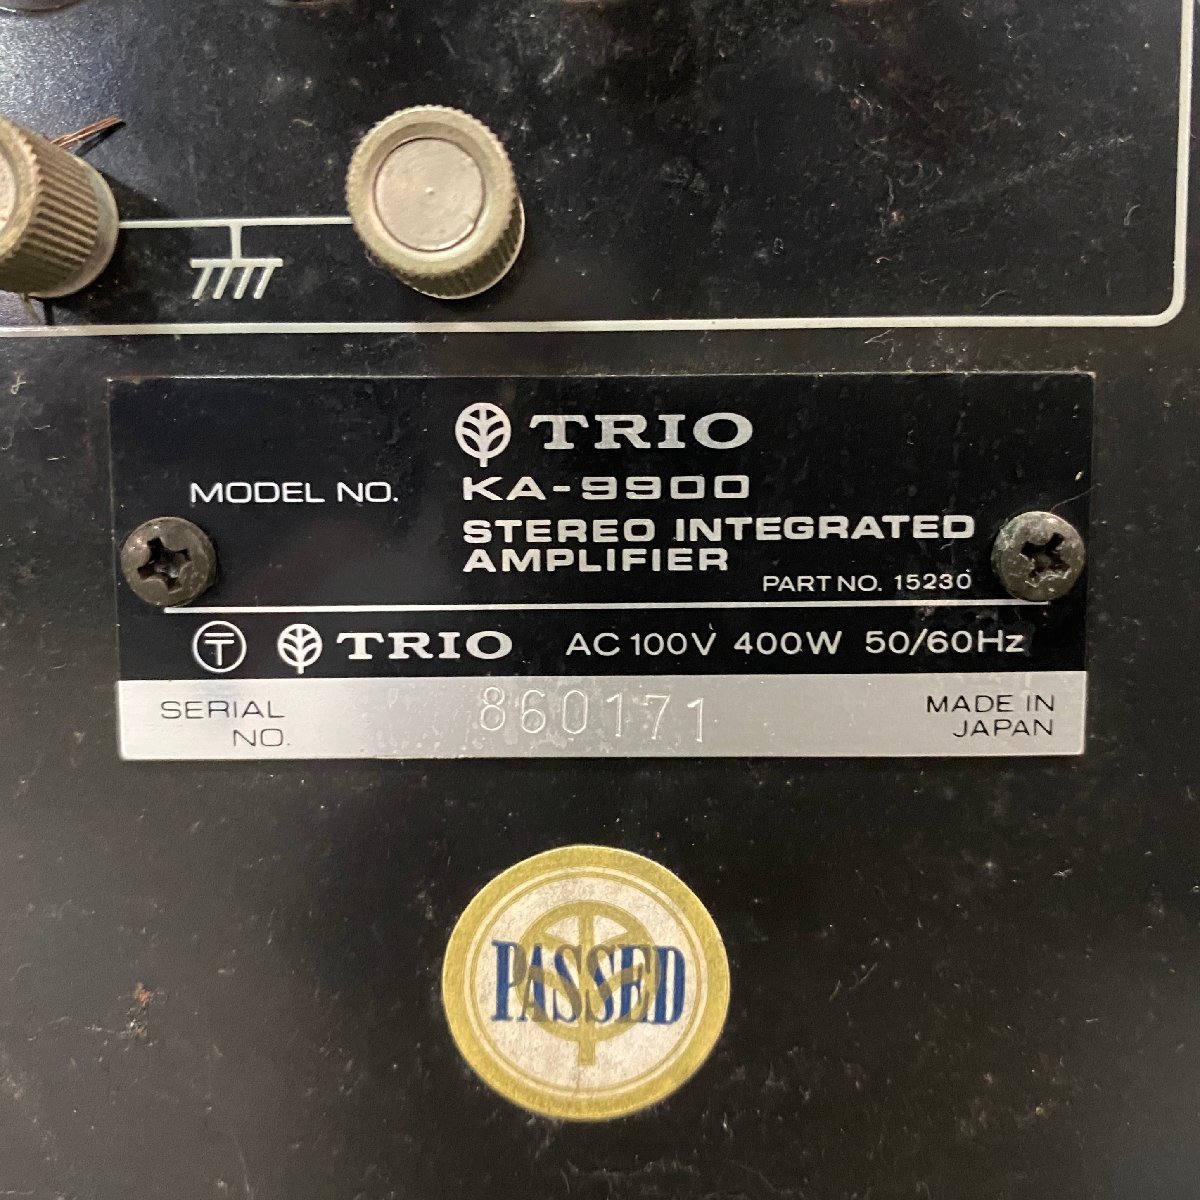 TRIO
MODEL NO. KA-9900
STEREO INTEGRATED
AMPLIFIER
PART NO. 15230
〒 TRIO AC 100V 400W 50/60Hz
SERIAL NO. 860171 MADE IN JAPAN
PASSED